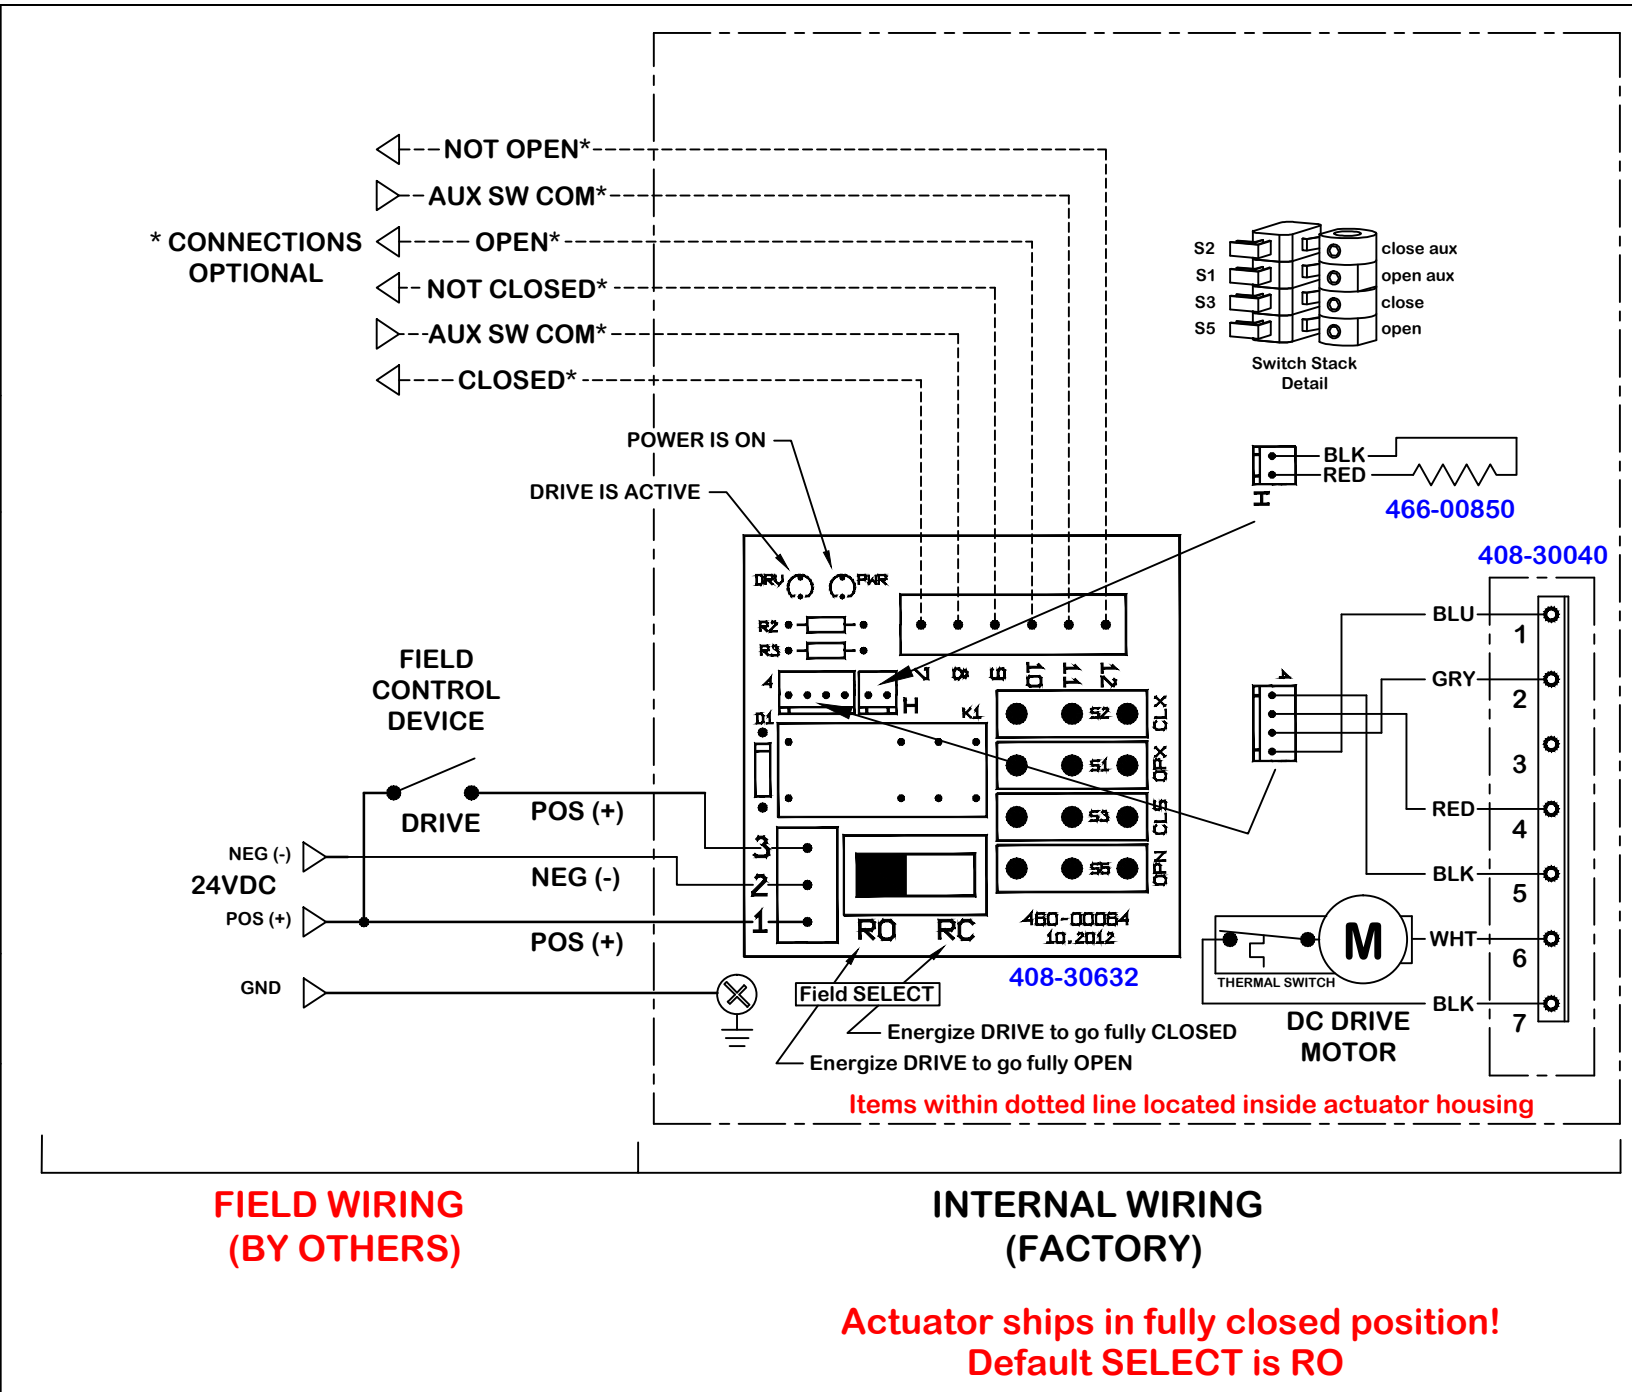 NOT OPEN*
AUX SW COM*
* CONNECTIONS
OPTIONAL
OPEN*
NOT CLOSED*
AUX SW COM*
CLOSED*
S2 close aux
S1 open aux
S3 close
S5 open
Switch Stack
Detail
POWER IS ON
DRIVE IS ACTIVE
BLK
RED
H
466-00850
408-30040
DRV
PWR
R2
R3
4
H
7 8 9 10 11 12
D1
K1
S2 CLX
S1 OPX
S3 CLS
S5 OPN
3
2
1
RO RC
460-00064
10.2012
408-30632
FIELD
CONTROL
DEVICE
DRIVE
POS (+)
NEG (-)
24VDC
NEG (-)
POS (+)
POS (+)
GND
Field SELECT
Energize DRIVE to go fully CLOSED
Energize DRIVE to go fully OPEN
4
BLU 1
GRY 2
3
RED 4
BLK 5
WHT 6
BLK 7
M
THERMAL SWITCH
DC DRIVE
MOTOR
Items within dotted line located inside actuator housing
FIELD WIRING
(BY OTHERS)
INTERNAL WIRING
(FACTORY)
Actuator ships in fully closed position!
Default SELECT is RO